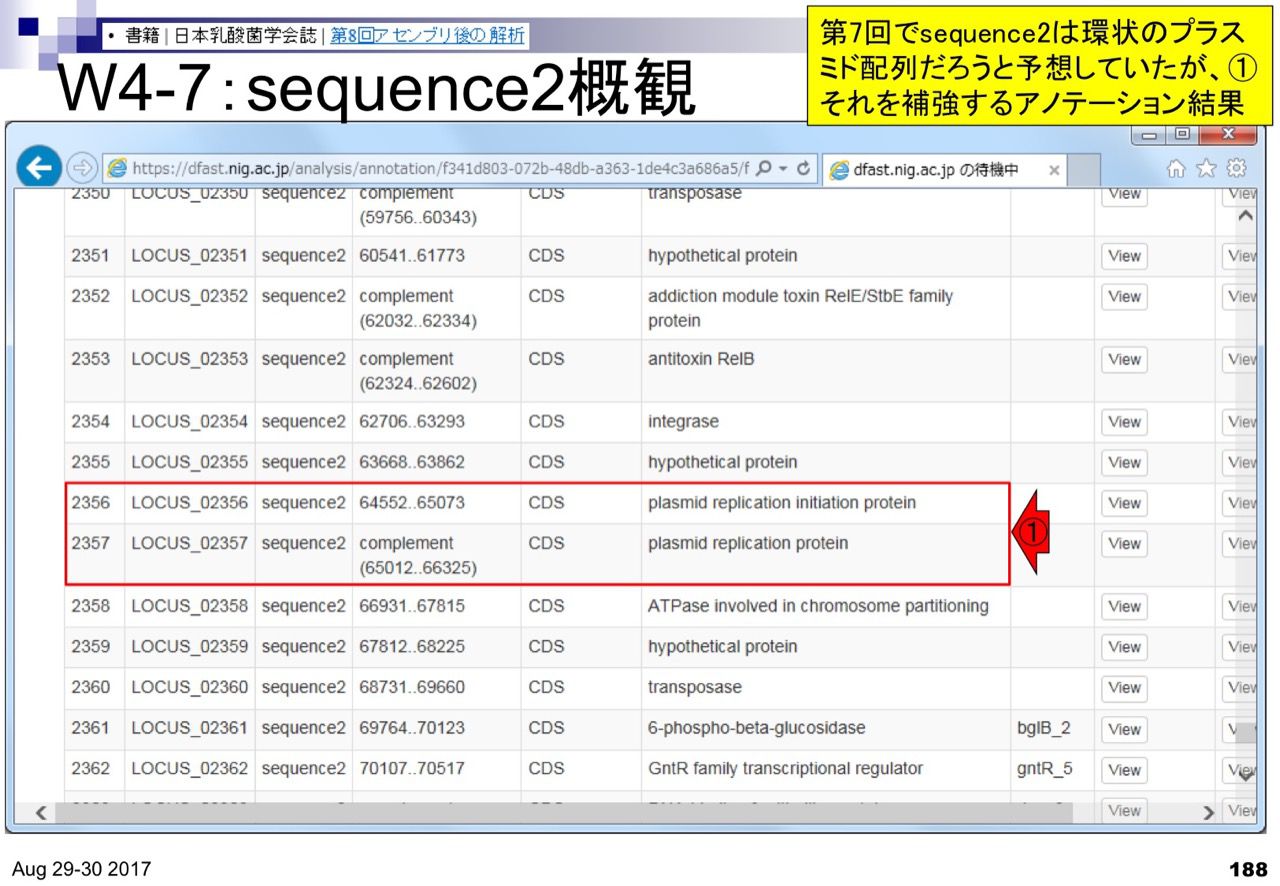 • 書籍 | 日本乳酸菌学会誌 | 第8回アセンブリ後の解析
W4-7：sequence2概観
第7回でsequence2は環状のプラス
ミド配列だろうと予想していたが、①
それを補強するアノテーション結果
https://dfast.nig.ac.jp/analysis/annotation/f341d803-072b-48db-a363-1de4c3a686a5/f
dfast.nig.ac.jp の待機中
2350 LOCUS_02350 sequence2 complement (59756..60343) CDS transposase View View
2351 LOCUS_02351 sequence2 60541..61773 CDS hypothetical protein View View
2352 LOCUS_02352 sequence2 complement (62032..62334) CDS addiction module toxin RelE/StbE family protein View View
2353 LOCUS_02353 sequence2 complement (62324..62602) CDS antitoxin RelB View View
2354 LOCUS_02354 sequence2 62706..63293 CDS integrase View View
2355 LOCUS_02355 sequence2 63668..63862 CDS hypothetical protein View View
2356 LOCUS_02356 sequence2 64552..65073 CDS plasmid replication initiation protein View View
①
2357 LOCUS_02357 sequence2 complement (65012..66325) CDS plasmid replication protein View View
2358 LOCUS_02358 sequence2 66931..67815 CDS ATPase involved in chromosome partitioning View View
2359 LOCUS_02359 sequence2 67812..68225 CDS hypothetical protein View View
2360 LOCUS_02360 sequence2 68731..69660 CDS transposase View View
2361 LOCUS_02361 sequence2 69764..70123 CDS 6-phospho-beta-glucosidase bglB_2 View
2362 LOCUS_02362 sequence2 70107..70517 CDS GntR family transcriptional regulator gntR_5 View View
View View
Aug 29-30 2017
188